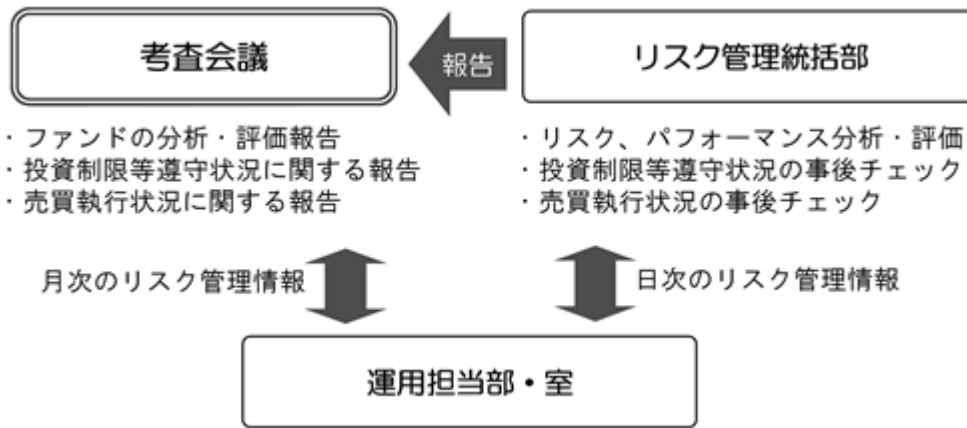 考査会議
報告
リスク管理統括部
・ファンドの分析・評価報告
・投資制限等遵守状況に関する報告
・売買執行状況に関する報告
・リスク、パフォーマンス分析・評価
・投資制限等遵守状況の事後チェック
・売買執行状況の事後チェック
月次のリスク管理情報
日次のリスク管理情報
運用担当部・室